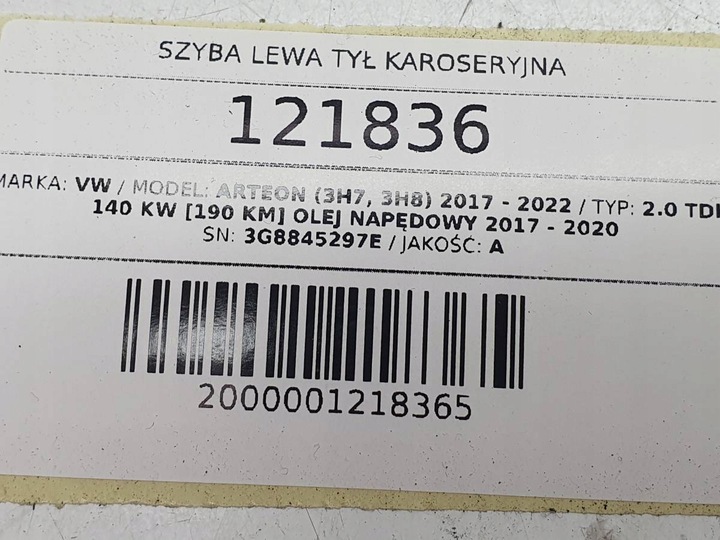 SZYBA LEWA TYŁ KAROSERYJNA
121836
MARKA: VW / MODEL: ARTEON (3H7, 3H8) 2017 - 2022 / TYP: 2.0 TDI
140 KW [190 KM] OLEJ NAPĘDOWY 2017 - 2020
SN: 3G8845297E / JAKOŚĆ: A
2000001218365